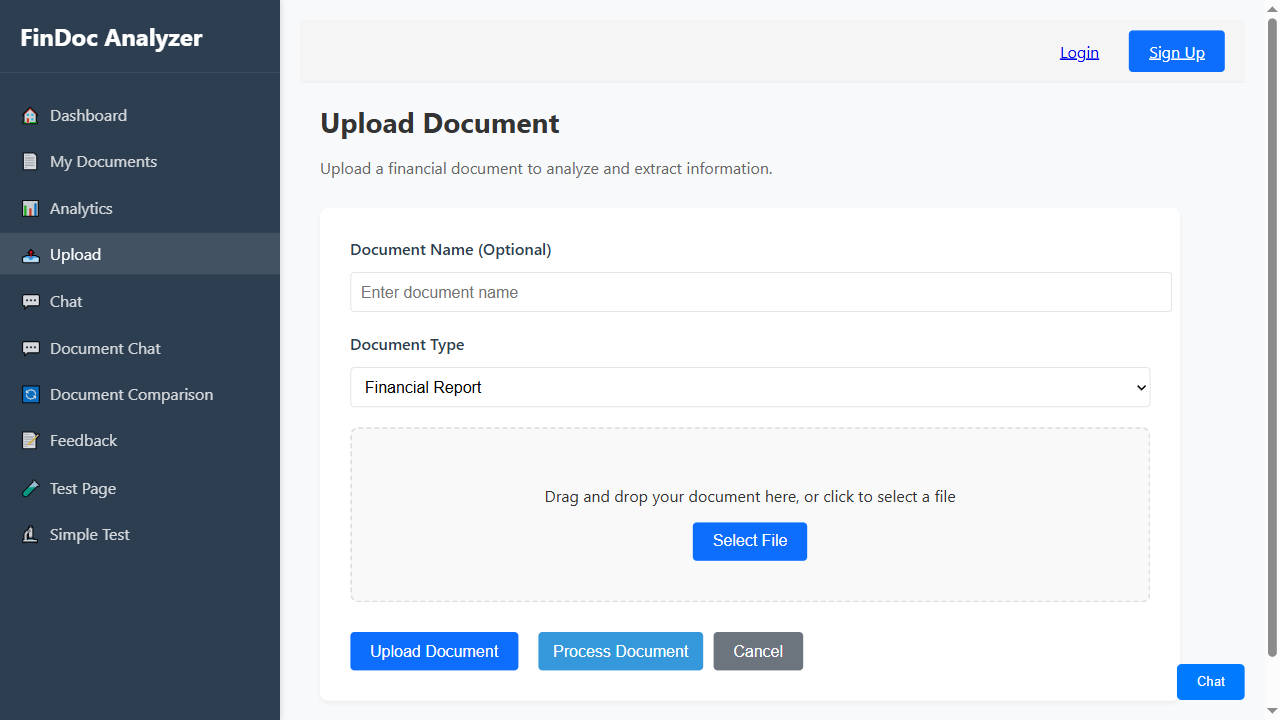 FinDoc Analyzer
Dashboard
My Documents
Analytics
Upload
Chat
Document Chat
Document Comparison
Feedback
Test Page
Simple Test
Login
Sign Up
Upload Document
Upload a financial document to analyze and extract information.
Document Name (Optional)
Enter document name
Document Type
Financial Report
Drag and drop your document here, or click to select a file
Select File
Upload Document
Process Document
Cancel
Chat